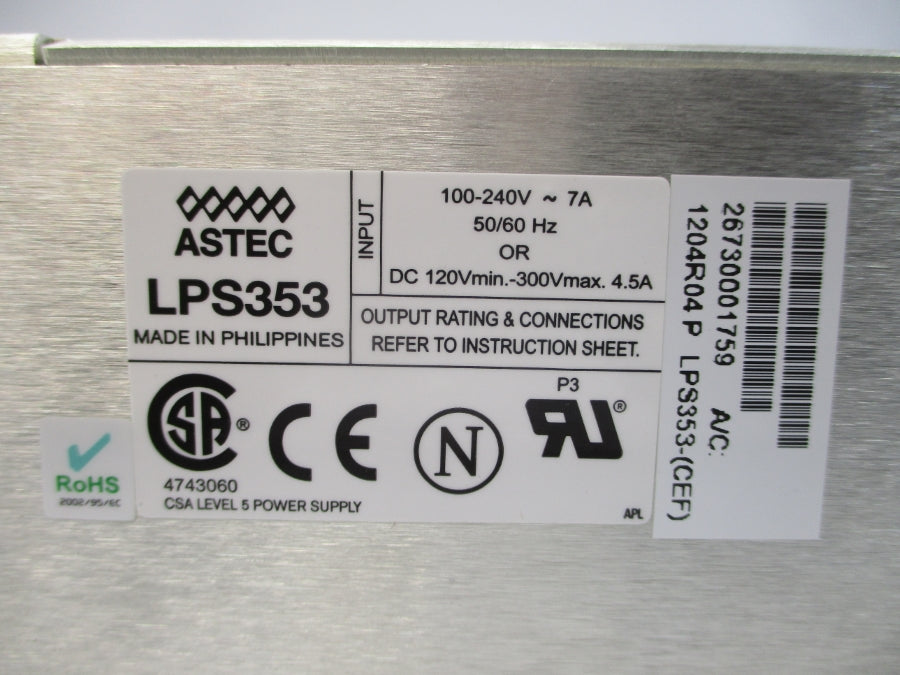 ASTEC
LPS353
MADE IN PHILIPPINES
INPUT
100-240V ~ 7A
50/60 Hz
OR
DC 120Vmin.-300Vmax. 4.5A
OUTPUT RATING & CONNECTIONS
REFER TO INSTRUCTION SHEET.
SA ®
4743060
CSA LEVEL 5 POWER SUPPLY
CE
N
P3
RU ®
APL
RoHS
2002/95/EC
26730001759 A/C:
1204R04 P LPS353-(CEF)